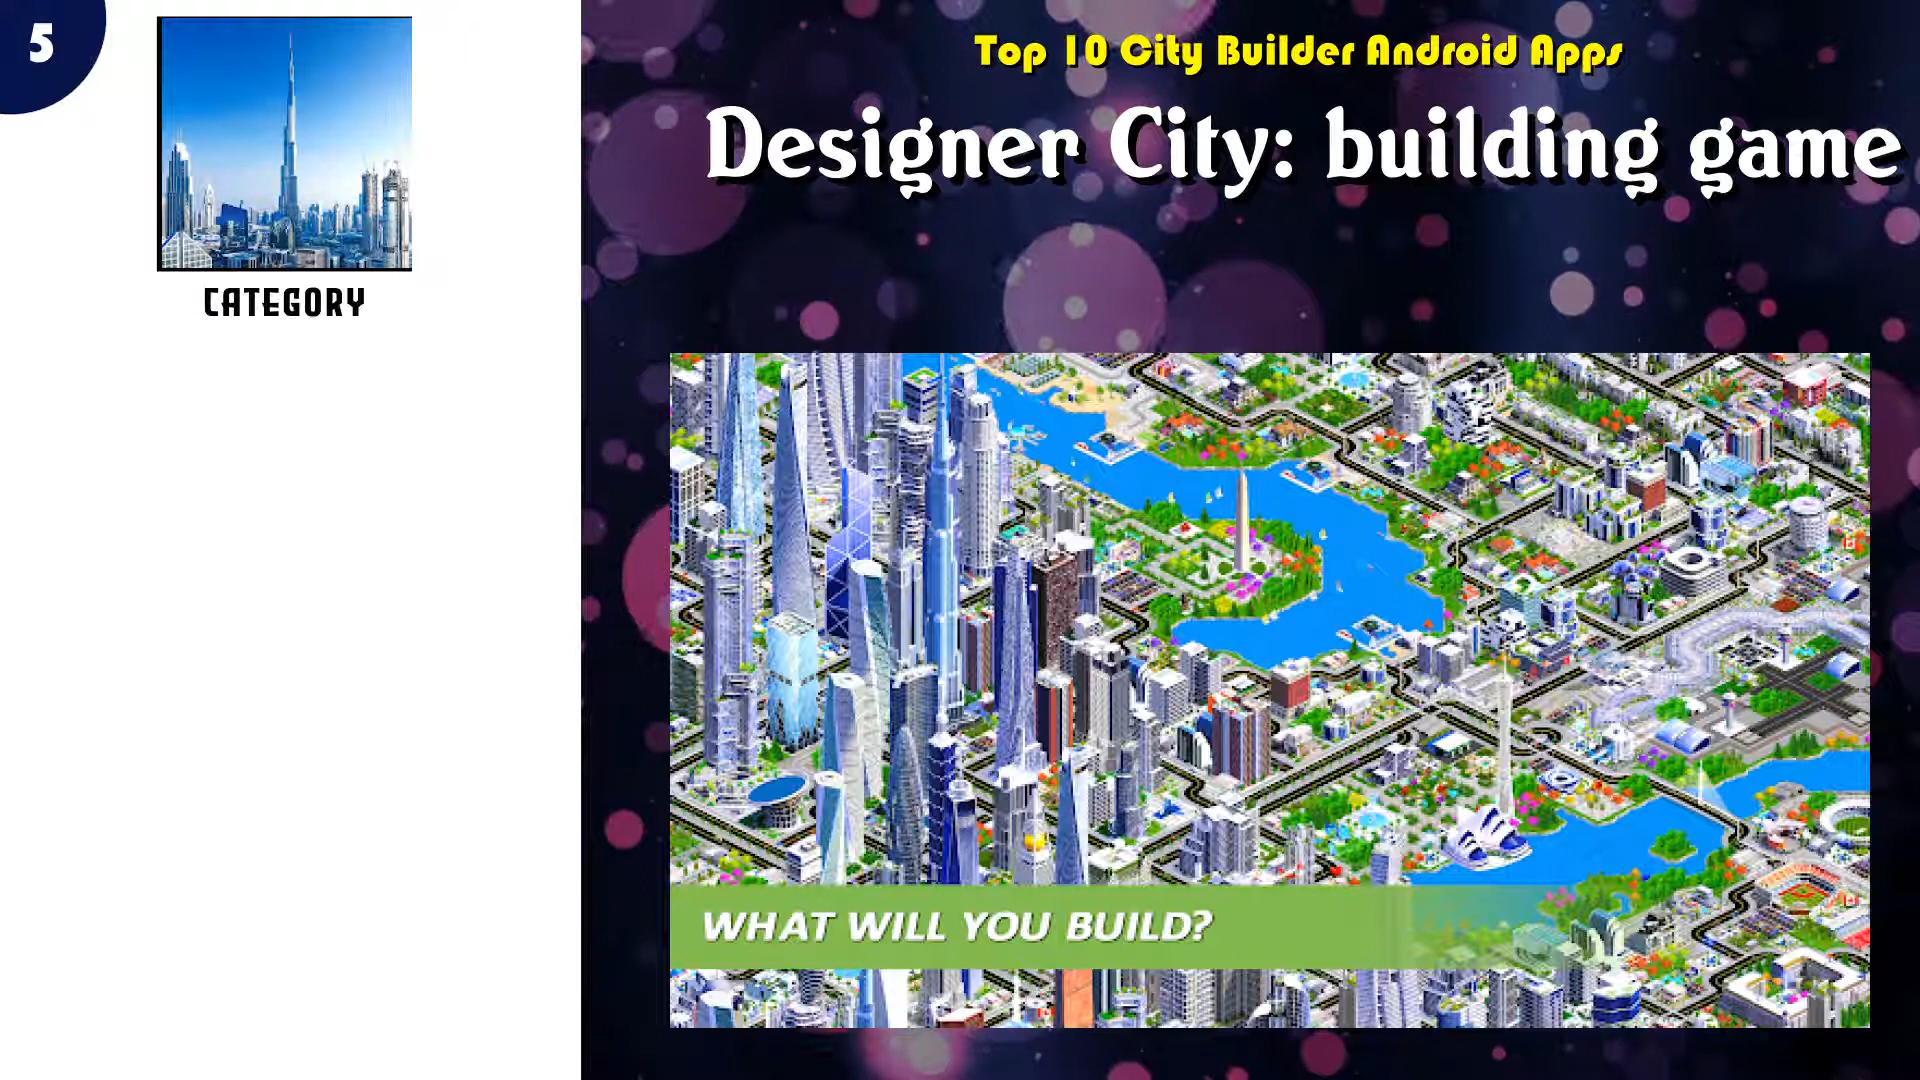 5
CATEGORY
Top 10 City Builder Android Apps
Designer City: building game
WHAT WILL YOU BUILD?